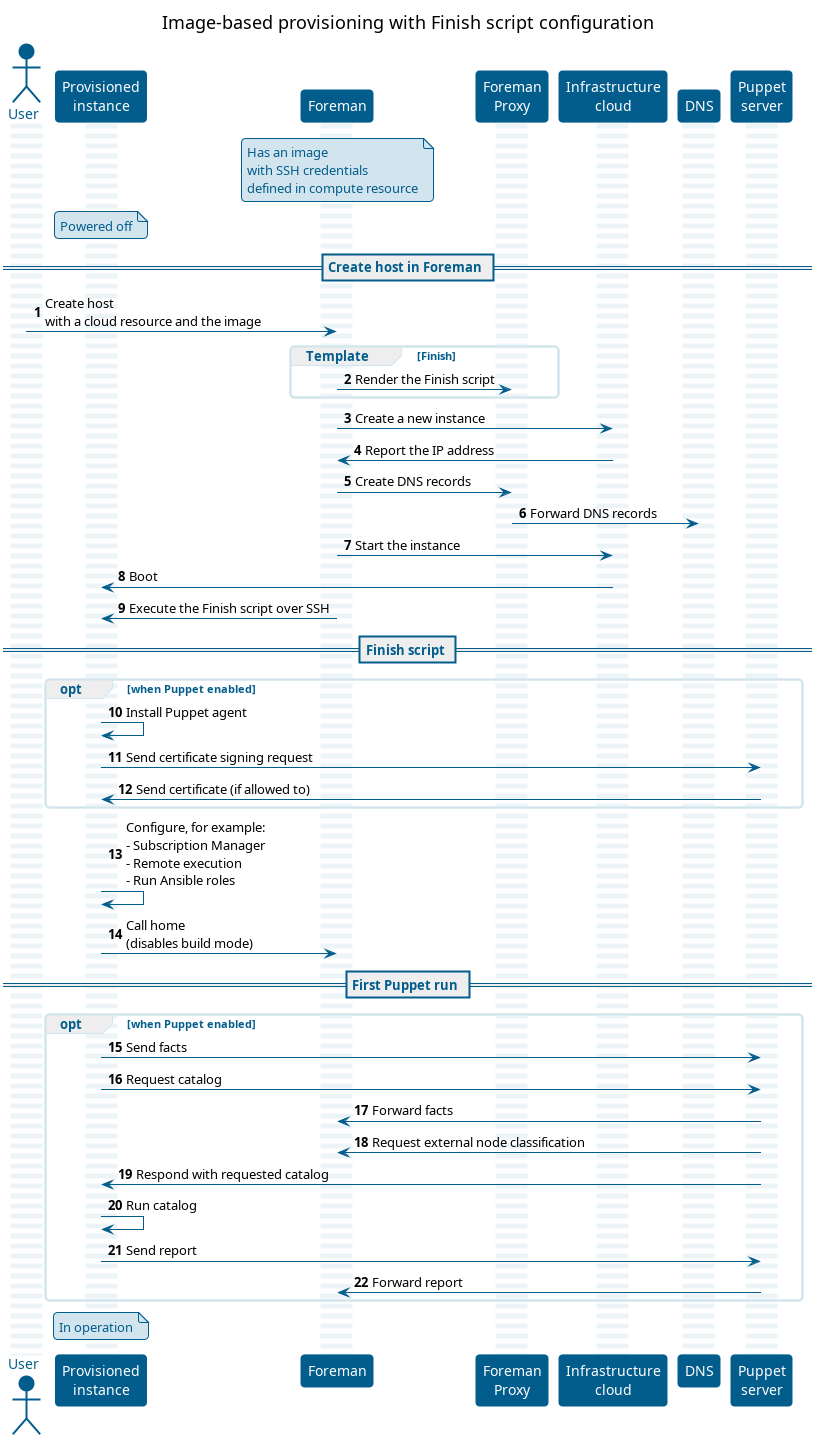 Image-based provisioning with Finish script configuration
User
Provisioned
instance
Foreman
Foreman
Proxy
Infrastructure
cloud
DNS
Puppet
server
Has an image
with SSH credentials
defined in compute resource
Powered off
Create host in Foreman
1 Create host
with a cloud resource and the image
Template [Finish]
2 Render the Finish script
3 Create a new instance
4 Report the IP address
5 Create DNS records
6 Forward DNS records
7 Start the instance
8 Boot
9 Execute the Finish script over SSH
Finish script
opt [when Puppet enabled]
10 Install Puppet agent
11 Send certificate signing request
12 Send certificate (if allowed to)
13 Configure, for example:
- Subscription Manager
- Remote execution
- Run Ansible roles
14 Call home
(disables build mode)
First Puppet run
opt [when Puppet enabled]
15 Send facts
16 Request catalog
17 Forward facts
18 Request external node classification
19 Respond with requested catalog
20 Run catalog
21 Send report
22 Forward report
In operation
User
Provisioned
instance
Foreman
Foreman
Proxy
Infrastructure
cloud
DNS
Puppet
server